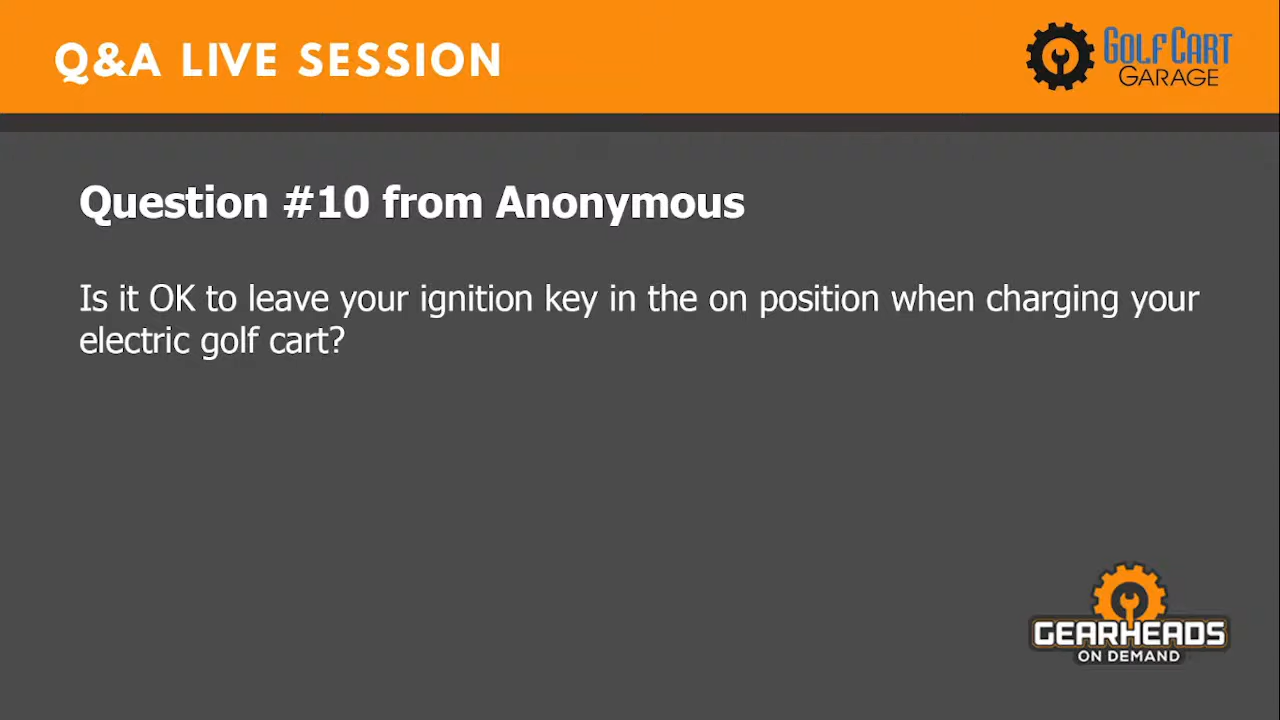 Q&A LIVE SESSION
GOLF CART
GARAGE
Question #10 from Anonymous
Is it OK to leave your ignition key in the on position when charging your
electric golf cart?
GEARHEADS
ON DEMAND